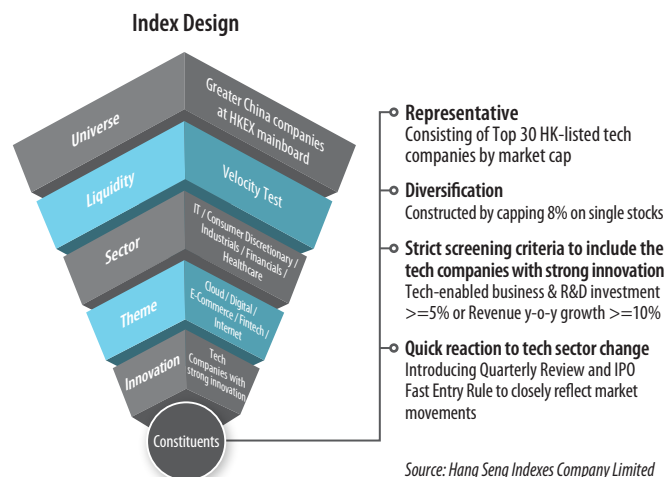 Index Design
Universe
Greater China companies
at HKEX mainboard
Liquidity
Velocity Test
Sector
IT / Consumer Discretionary /
Industrials / Financials /
Healthcare
Theme
Cloud / Digital /
E-Commerce / Fintech /
Internet
Innovation
Tech
Companies with
strong innovation
Constituents
Representative
Consisting of Top 30 HK-listed tech
companies by market cap
Diversification
Constructed by capping 8% on single stocks
Strict screening criteria to include the
tech companies with strong innovation
Tech-enabled business & R&D investment
>=5% or Revenue y-o-y growth >=10%
Quick reaction to tech sector change
Introducing Quarterly Review and IPO
Fast Entry Rule to closely reflect market
movements
Source: Hang Seng Indexes Company Limited